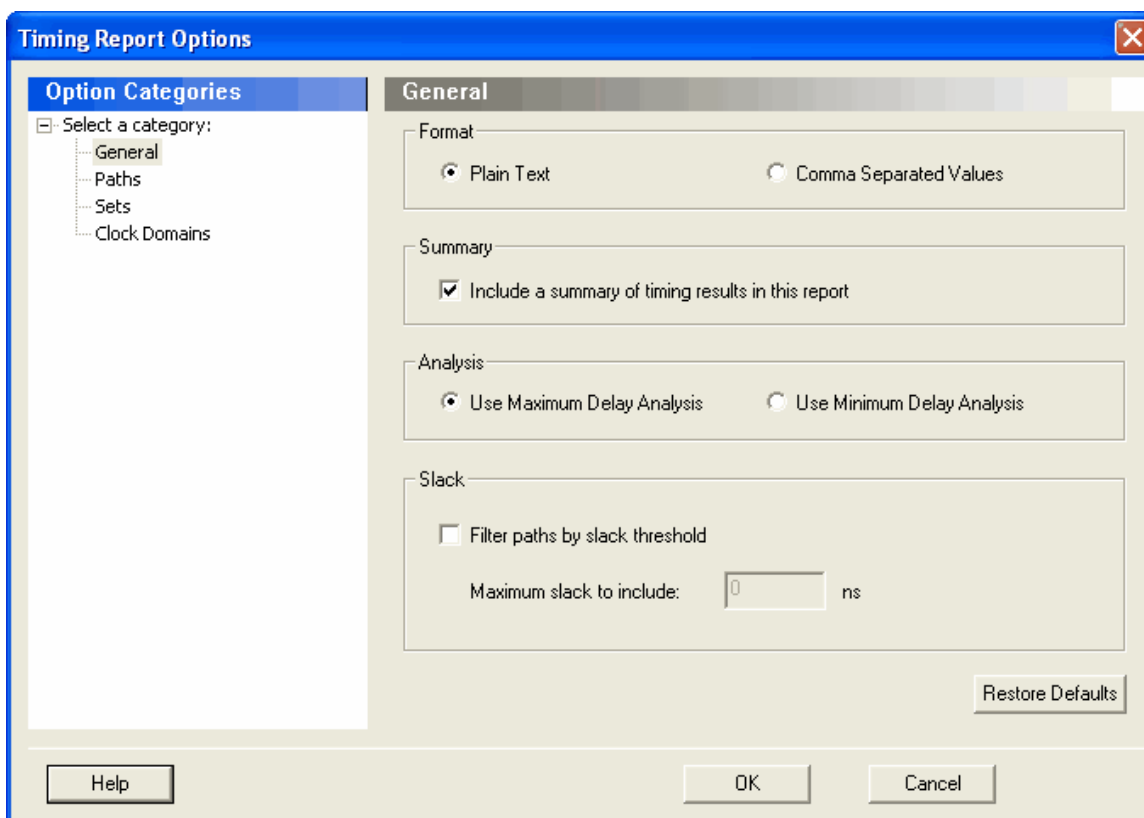 Timing Report Options
Option Categories
Select a category:
General
Paths
Sets
Clock Domains
General
Format
Plain Text
Comma Separated Values
Summary
Include a summary of timing results in this report
Analysis
Use Maximum Delay Analysis
Use Minimum Delay Analysis
Slack
Filter paths by slack threshold
Maximum slack to include: 0 ns
Restore Defaults
Help
OK
Cancel